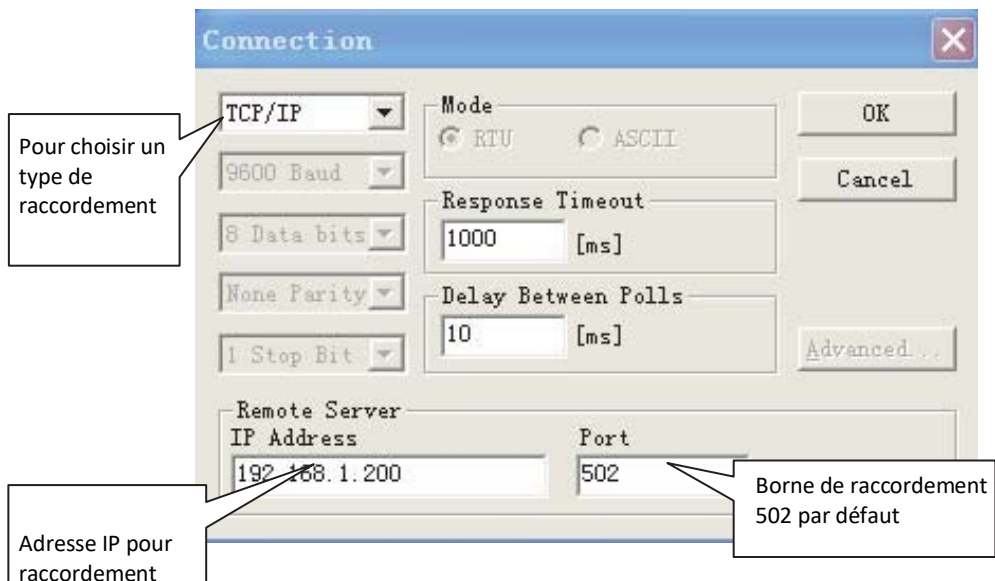 Connection
TCP/IP
9600 Baud
8 Data bits
None Parity
1 Stop Bit
Mode
RTU ASCII
Response Timeout
1000 [ms]
Delay Between Polls
10 [ms]
OK
Cancel
Advanced...
Remote Server
IP Address Port
192.168.1.200 502
Pour choisir un
type de
raccordement
Adresse IP pour
raccordement
Borne de raccordement
502 par défaut